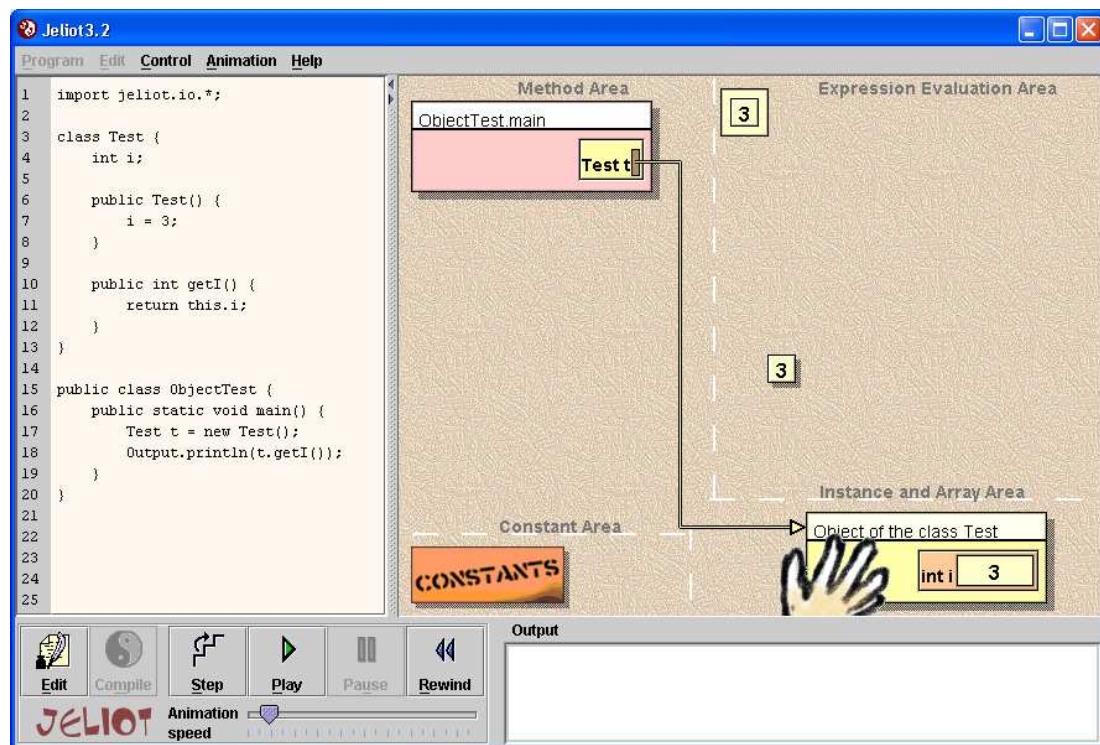 Jeliot3.2
Program Edit Control Animation Help
1 import jeliot.io.*;
2
3 class Test {
4 int i;
5
6 public Test() {
7 i = 3;
8 }
9
10 public int getI() {
11 return this.i;
12 }
13 }
14
15 public class ObjectTest {
16 public static void main() {
17 Test t = new Test();
18 Output.println(t.getI());
19 }
20 }
21
22
23
24
25
Method Area
ObjectTest.main
Test t
Expression Evaluation Area
3
3
Constant Area
CONSTANTS
Instance and Array Area
Object of the class Test
int i 3
Edit Compile Step Play Pause Rewind
JELIOT
Animation
speed
Output